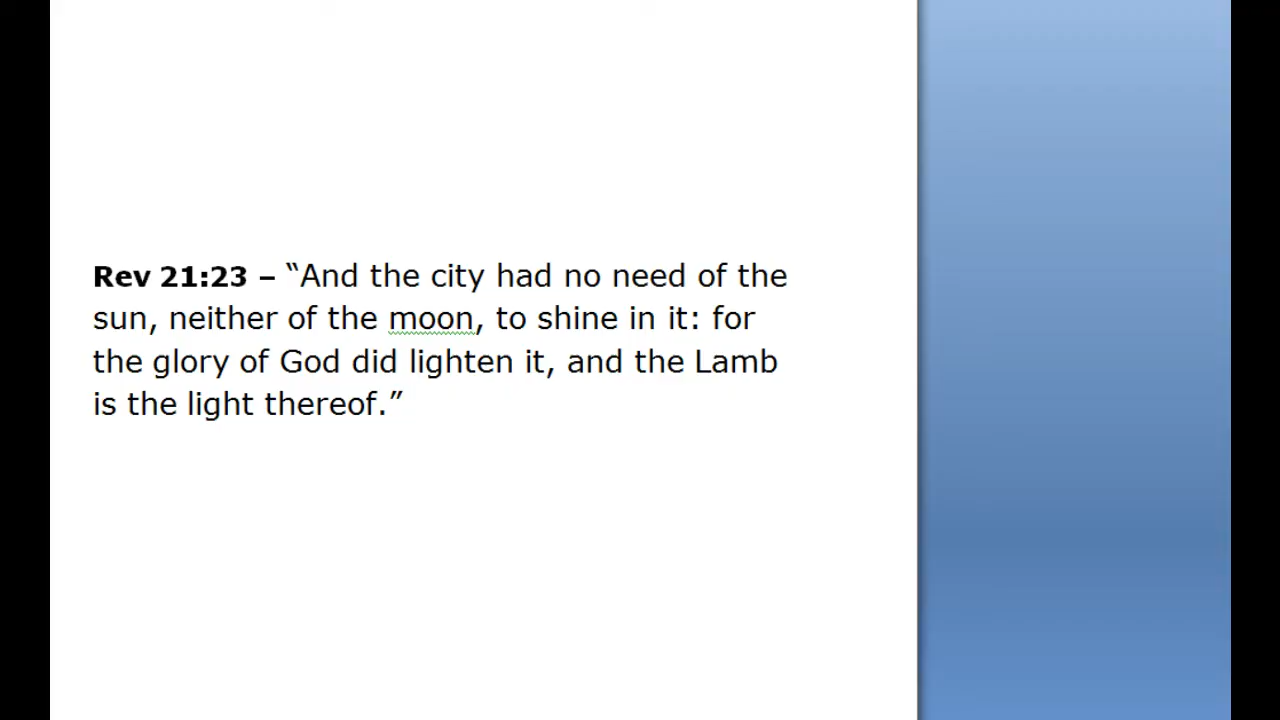 Rev 21:23 – “And the city had no need of the
sun, neither of the moon, to shine in it: for
the glory of God did lighten it, and the Lamb
is the light thereof.”